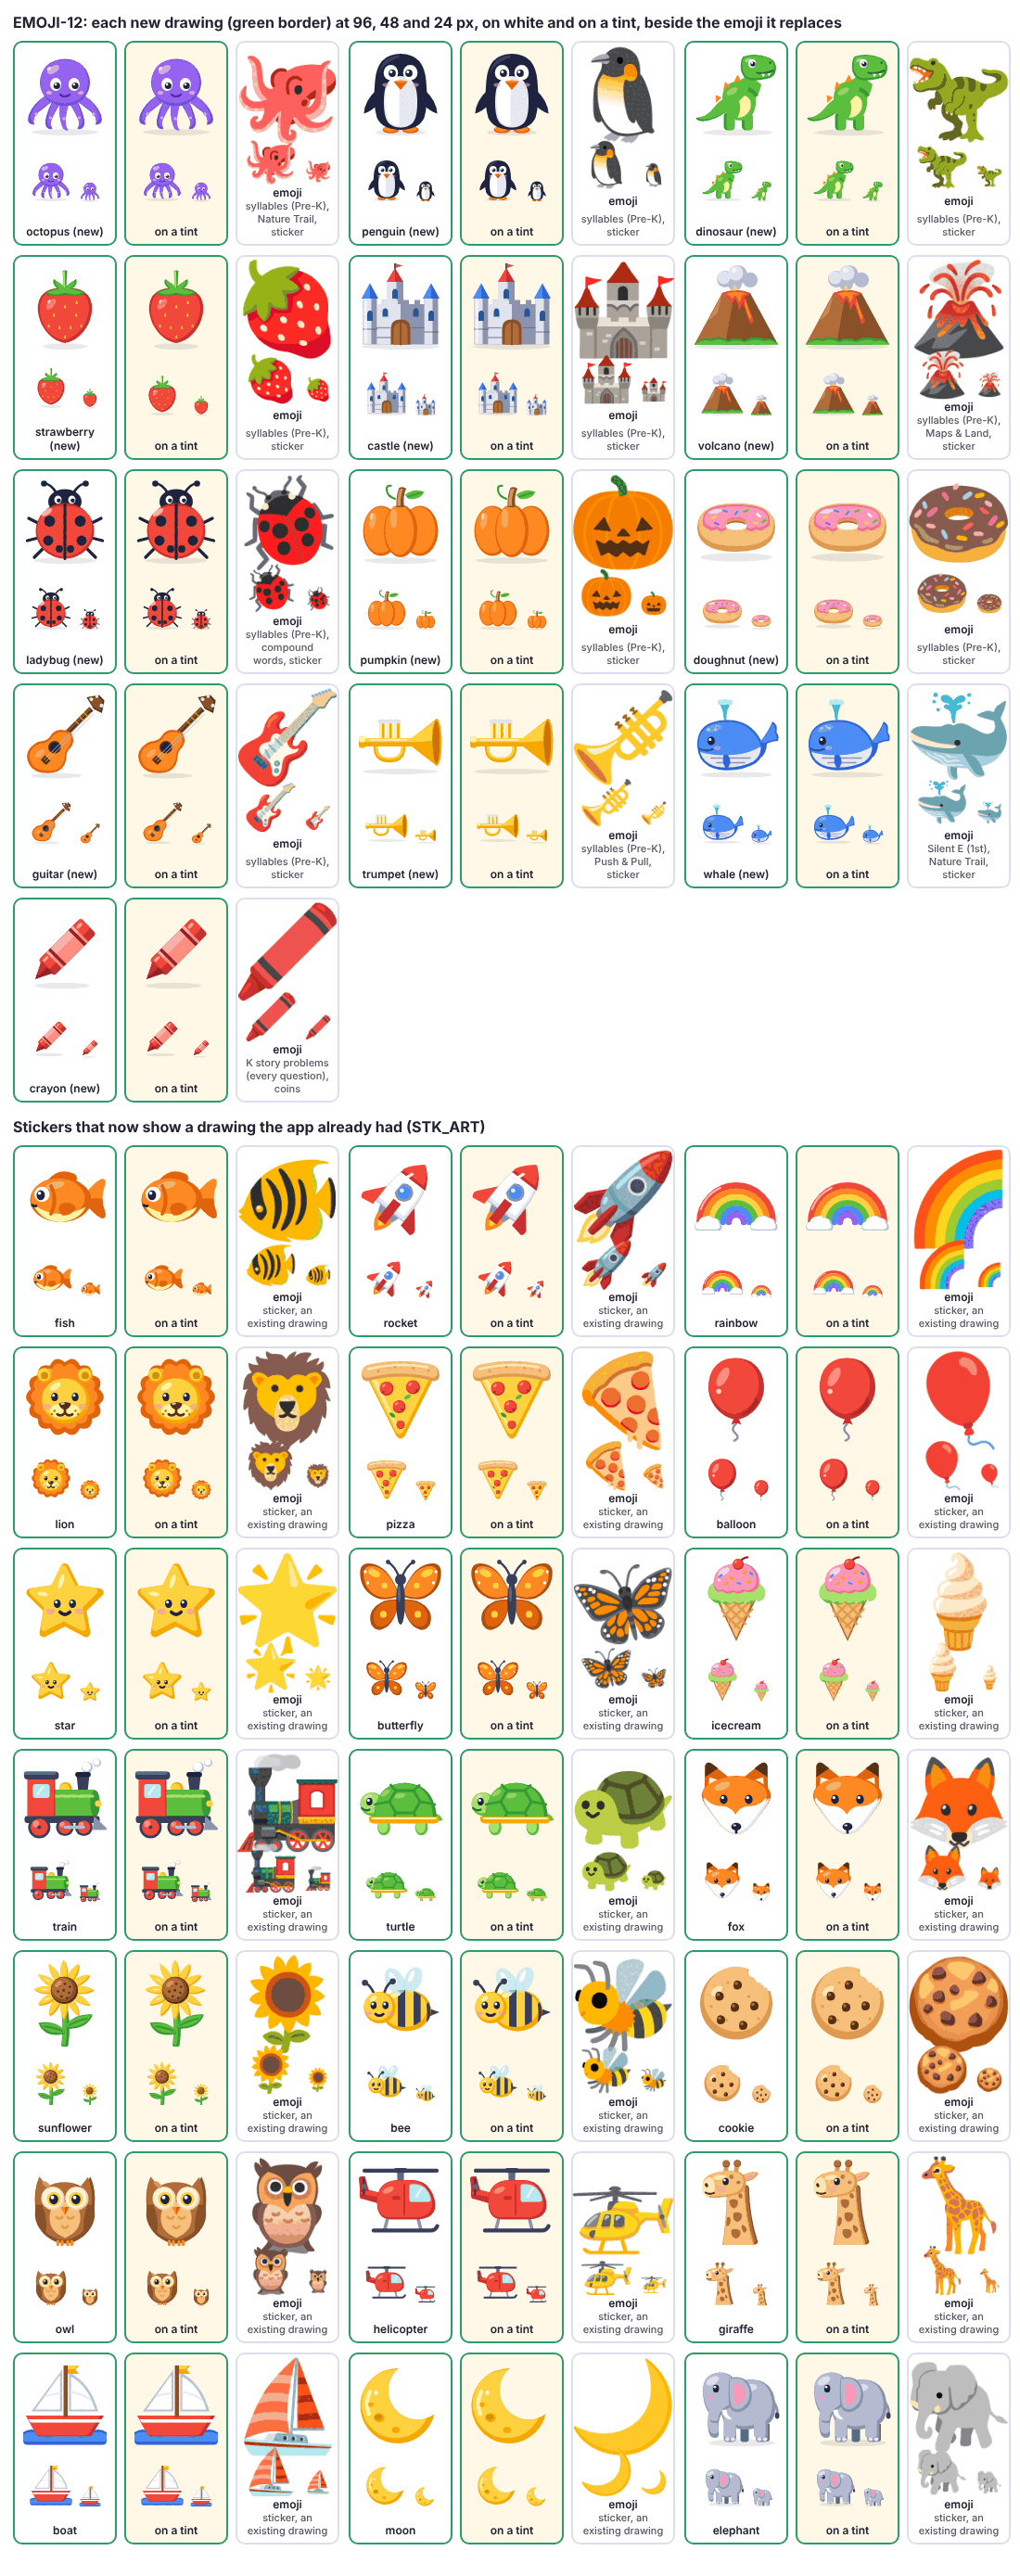 EMOJI-12: each new drawing (green border) at 96, 48 and 24 px, on white and on a tint, beside the emoji it replaces
octopus (new)
on a tint
emoji
syllables (Pre-K),
Nature Trail,
sticker
penguin (new)
on a tint
emoji
syllables (Pre-K),
sticker
dinosaur (new)
on a tint
emoji
syllables (Pre-K),
sticker
strawberry
(new)
on a tint
emoji
syllables (Pre-K),
sticker
castle (new)
on a tint
emoji
syllables (Pre-K),
sticker
volcano (new)
on a tint
emoji
syllables (Pre-K),
Maps & Land,
sticker
ladybug (new)
on a tint
emoji
syllables (Pre-K),
compound
words, sticker
pumpkin (new)
on a tint
emoji
syllables (Pre-K),
sticker
doughnut (new)
on a tint
emoji
syllables (Pre-K),
sticker
guitar (new)
on a tint
emoji
syllables (Pre-K),
sticker
trumpet (new)
on a tint
emoji
syllables (Pre-K),
Push & Pull,
sticker
whale (new)
on a tint
emoji
Silent E (1st),
Nature Trail,
sticker
crayon (new)
on a tint
emoji
K story problems
(every question),
coins
Stickers that now show a drawing the app already had (STK_ART)
fish
on a tint
emoji
sticker, an
existing drawing
rocket
on a tint
emoji
sticker, an
existing drawing
rainbow
on a tint
emoji
sticker, an
existing drawing
lion
on a tint
emoji
sticker, an
existing drawing
pizza
on a tint
emoji
sticker, an
existing drawing
balloon
on a tint
emoji
sticker, an
existing drawing
star
on a tint
emoji
sticker, an
existing drawing
butterfly
on a tint
emoji
sticker, an
existing drawing
icecream
on a tint
emoji
sticker, an
existing drawing
train
on a tint
emoji
sticker, an
existing drawing
turtle
on a tint
emoji
sticker, an
existing drawing
fox
on a tint
emoji
sticker, an
existing drawing
sunflower
on a tint
emoji
sticker, an
existing drawing
bee
on a tint
emoji
sticker, an
existing drawing
cookie
on a tint
emoji
sticker, an
existing drawing
owl
on a tint
emoji
sticker, an
existing drawing
helicopter
on a tint
emoji
sticker, an
existing drawing
giraffe
on a tint
emoji
sticker, an
existing drawing
boat
on a tint
emoji
sticker, an
existing drawing
moon
on a tint
emoji
sticker, an
existing drawing
elephant
on a tint
emoji
sticker, an
existing drawing